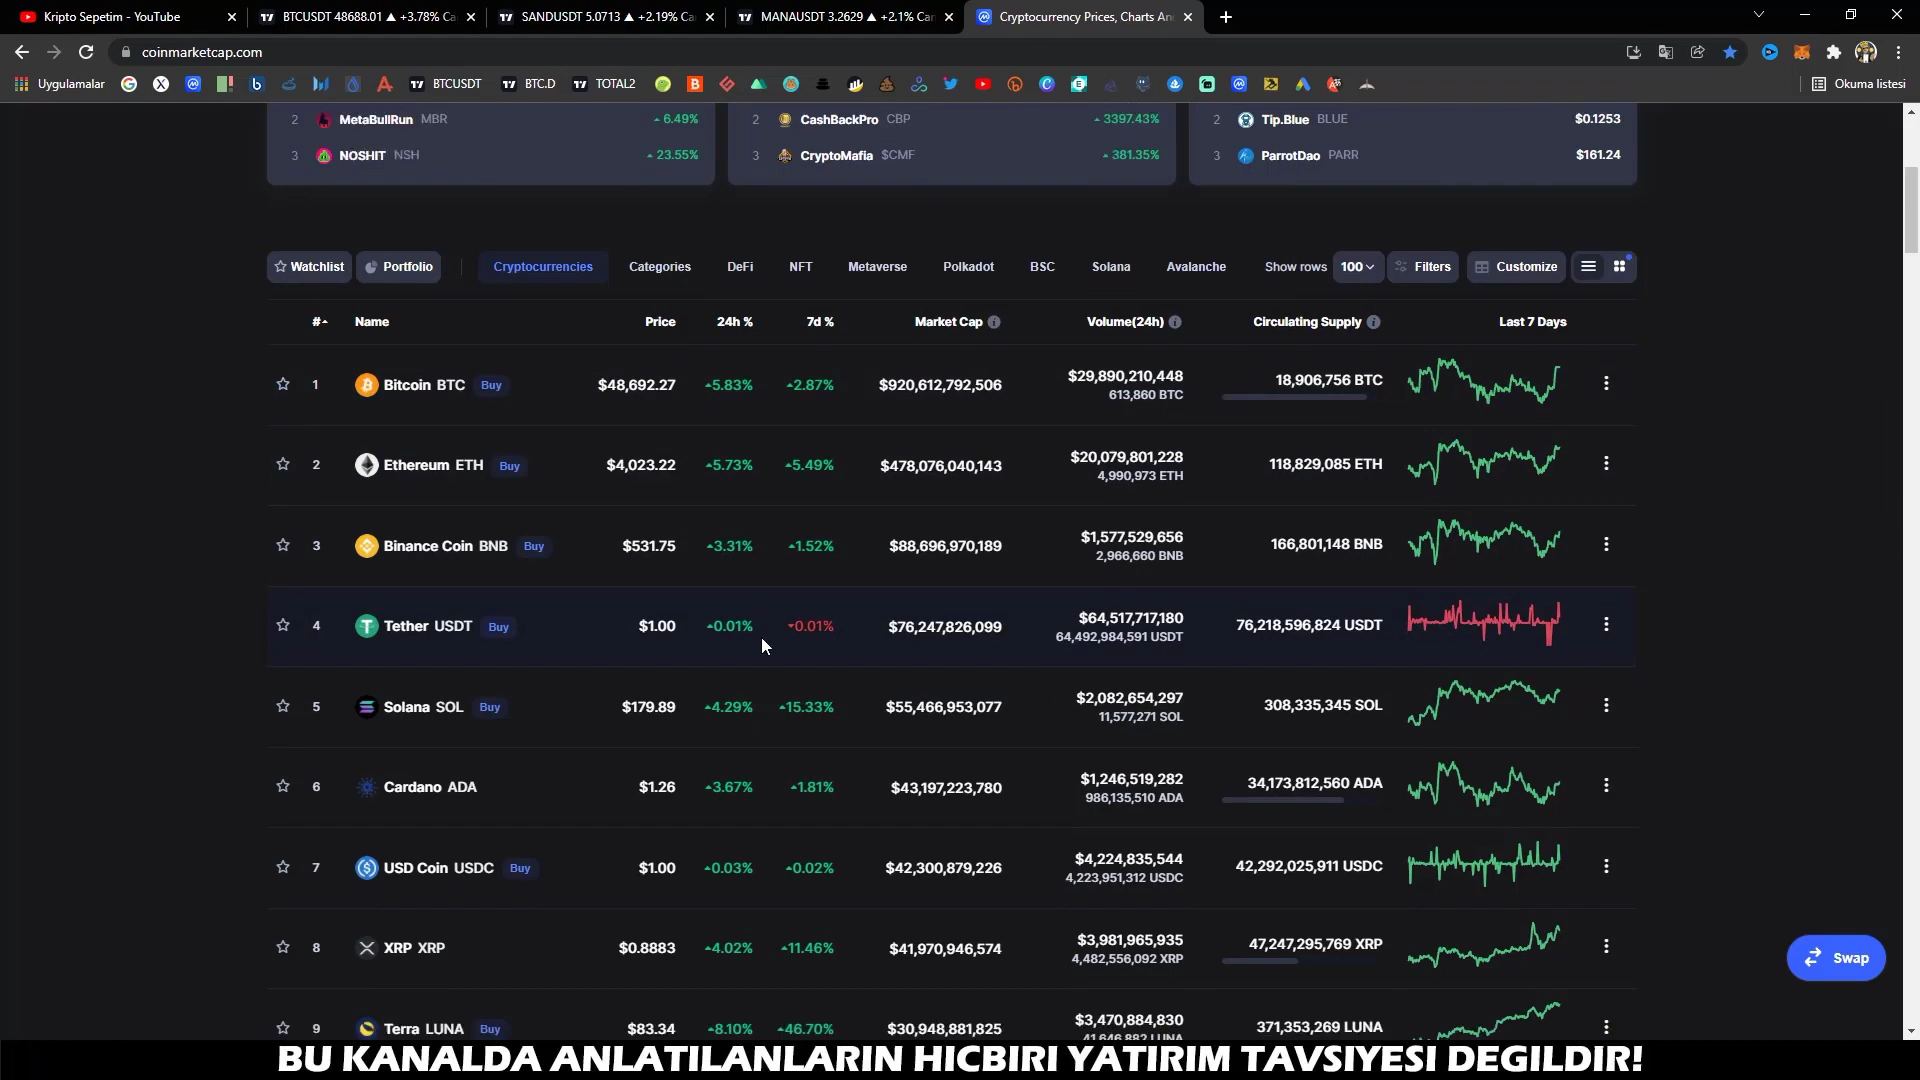 Kripto Sepetim - YouTube
BTCUSDT 48688.01 ▲ +3.78% Ca
SANDUSDT 5.0713 ▲ +2.19% Ca
MANAUSDT 3.2629 ▲ +2.1% Can
Cryptocurrency Prices, Charts An
coinmarketcap.com
Uygulamalar BTCUSDT BTC.D TOTAL2 Okuma listesi
2 MetaBullRun MBR 6.49% 2 CashBackPro CBP 3397.43% 2 Tip.Blue BLUE $0.1253
3 NOSHIT NSH 23.55% 3 CryptoMafia $CMF 381.35% 3 ParrotDao PARR $161.24
Watchlist Portfolio Cryptocurrencies Categories DeFi NFT Metaverse Polkadot BSC Solana Avalanche Show rows 100 Filters Customize
# Name Price 24h % 7d % Market Cap Volume(24h) Circulating Supply Last 7 Days
1 Bitcoin BTC Buy $48,692.27 5.83% 2.87% $920,612,792,506 $29,890,210,448 18,906,756 BTC
613,860 BTC
2 Ethereum ETH Buy $4,023.22 5.73% 5.49% $478,076,040,143 $20,079,801,228 118,829,085 ETH
4,990,973 ETH
3 Binance Coin BNB Buy $531.75 3.31% 1.52% $88,696,970,189 $1,577,529,656 166,801,148 BNB
2,966,660 BNB
4 Tether USDT Buy $1.00 0.01% 0.01% $76,247,826,099 $64,517,717,180 76,218,596,824 USDT
64,492,984,591 USDT
5 Solana SOL Buy $179.89 4.29% 15.33% $55,466,953,077 $2,082,654,297 308,335,345 SOL
11,577,271 SOL
6 Cardano ADA $1.26 3.67% 1.81% $43,197,223,780 $1,246,519,282 34,173,812,560 ADA
986,135,510 ADA
7 USD Coin USDC Buy $1.00 0.03% 0.02% $42,300,879,226 $4,224,835,544 42,292,025,911 USDC
4,223,951,312 USDC
8 XRP XRP $0.8883 4.02% 11.46% $41,970,946,574 $3,981,965,935 47,247,295,769 XRP
4,482,556,092 XRP
Swap
9 Terra LUNA Buy $83.34 8.10% 46.70% $30,948,881,825 $3,470,884,830 371,353,269 LUNA
41,646,882 LUNA
BU KANALDA ANLATILANLARIN HICBIRI YATIRIM TAVSIYESI DEGILDIR!